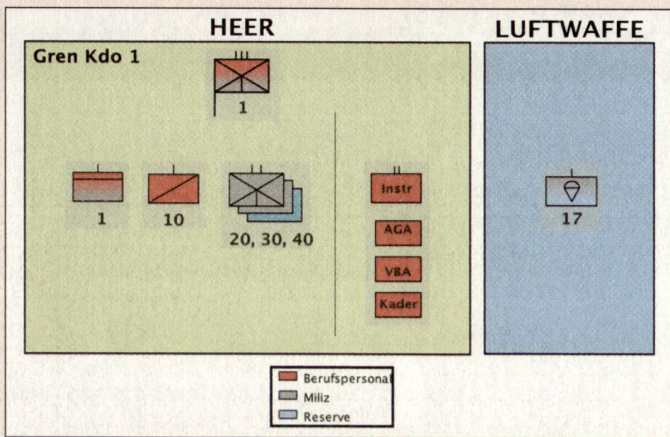 HEER
LUFTWAFFE
Gren Kdo 1
1
1
10
20, 30, 40
Instr
AGA
VBA
Kader
17
Berufspersonal
Miliz
Reserve